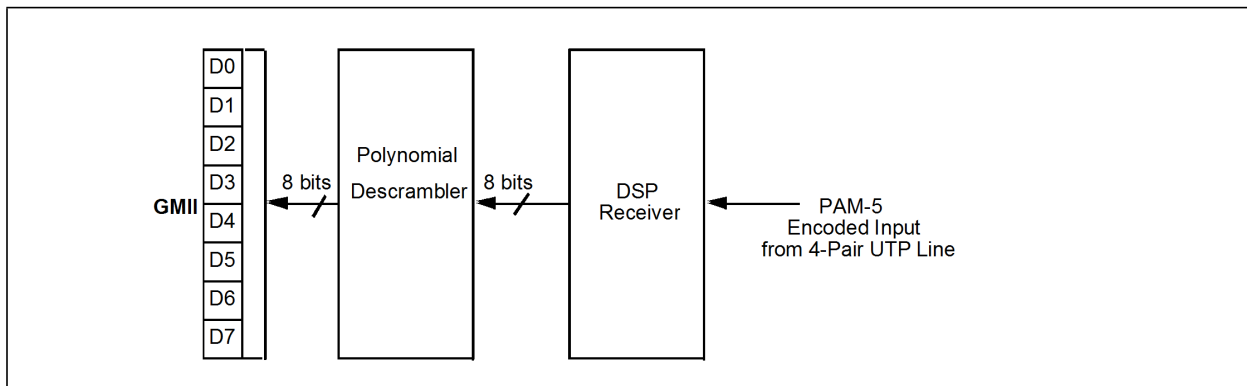 D0
D1
D2
D3
D4
D5
D6
D7
GMII
8 bits
Polynomial
Descrambler
8 bits
DSP
Receiver
PAM-5
Encoded Input
from 4-Pair UTP Line